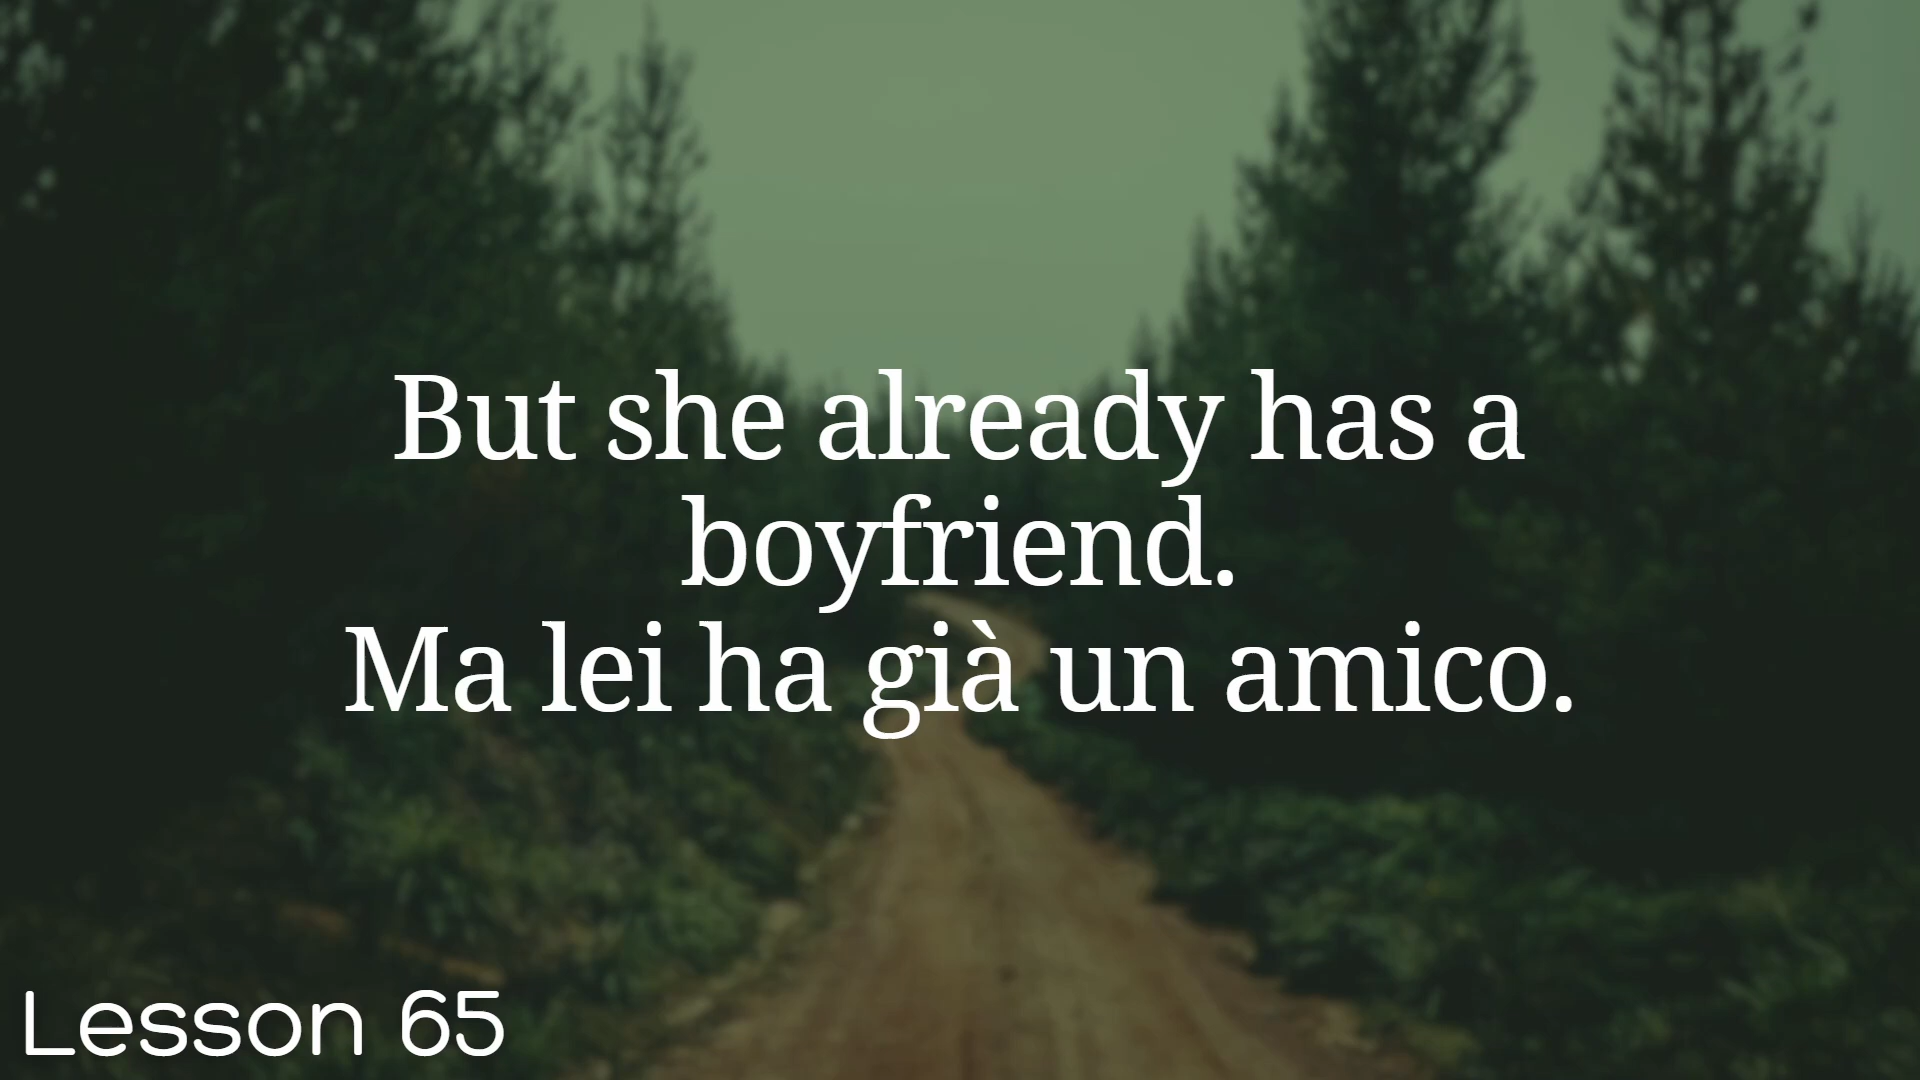 But she already has a
boyfriend.
Ma lei ha già un amico.
Lesson 65